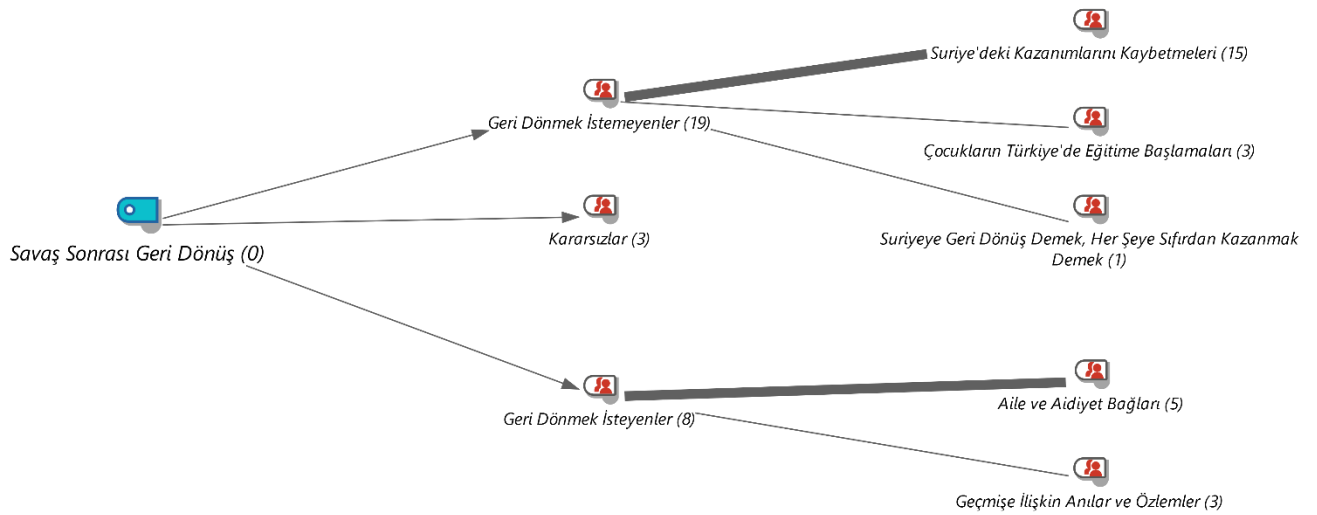 Suriye'deki Kazanımlarını Kaybetmeleri (15)
Geri Dönmek İstemeyenler (19)
Çocukların Türkiye'de Eğitime Başlamaları (3)
Savaş Sonrası Geri Dönüş (0)
Kararsızlar (3)
Suriyeye Geri Dönüş Demek, Her Şeye Sıfırdan Kazanmak
Demek (1)
Geri Dönmek İsteyenler (8)
Aile ve Aidiyet Bağları (5)
Geçmişe İlişkin Anılar ve Özlemler (3)